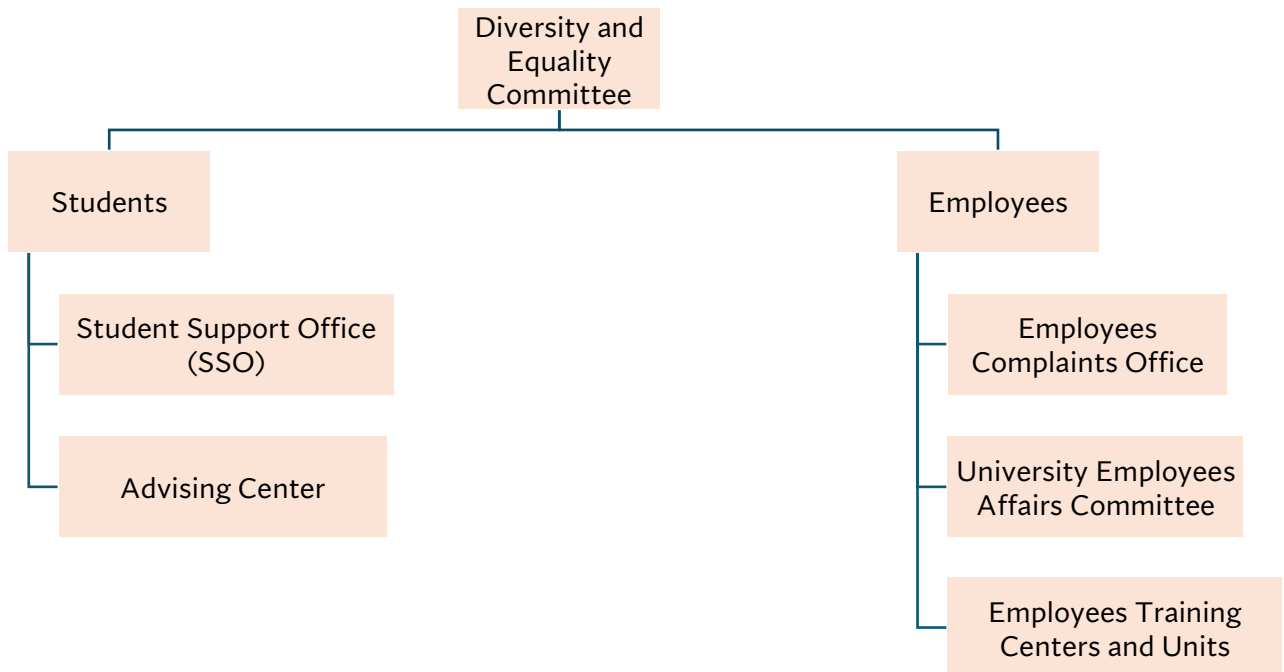 Diversity and
Equality
Committee
Students
Employees
Student Support Office
(SSO)
Employees
Complaints Office
Advising Center
University Employees
Affairs Committee
Employees Training
Centers and Units